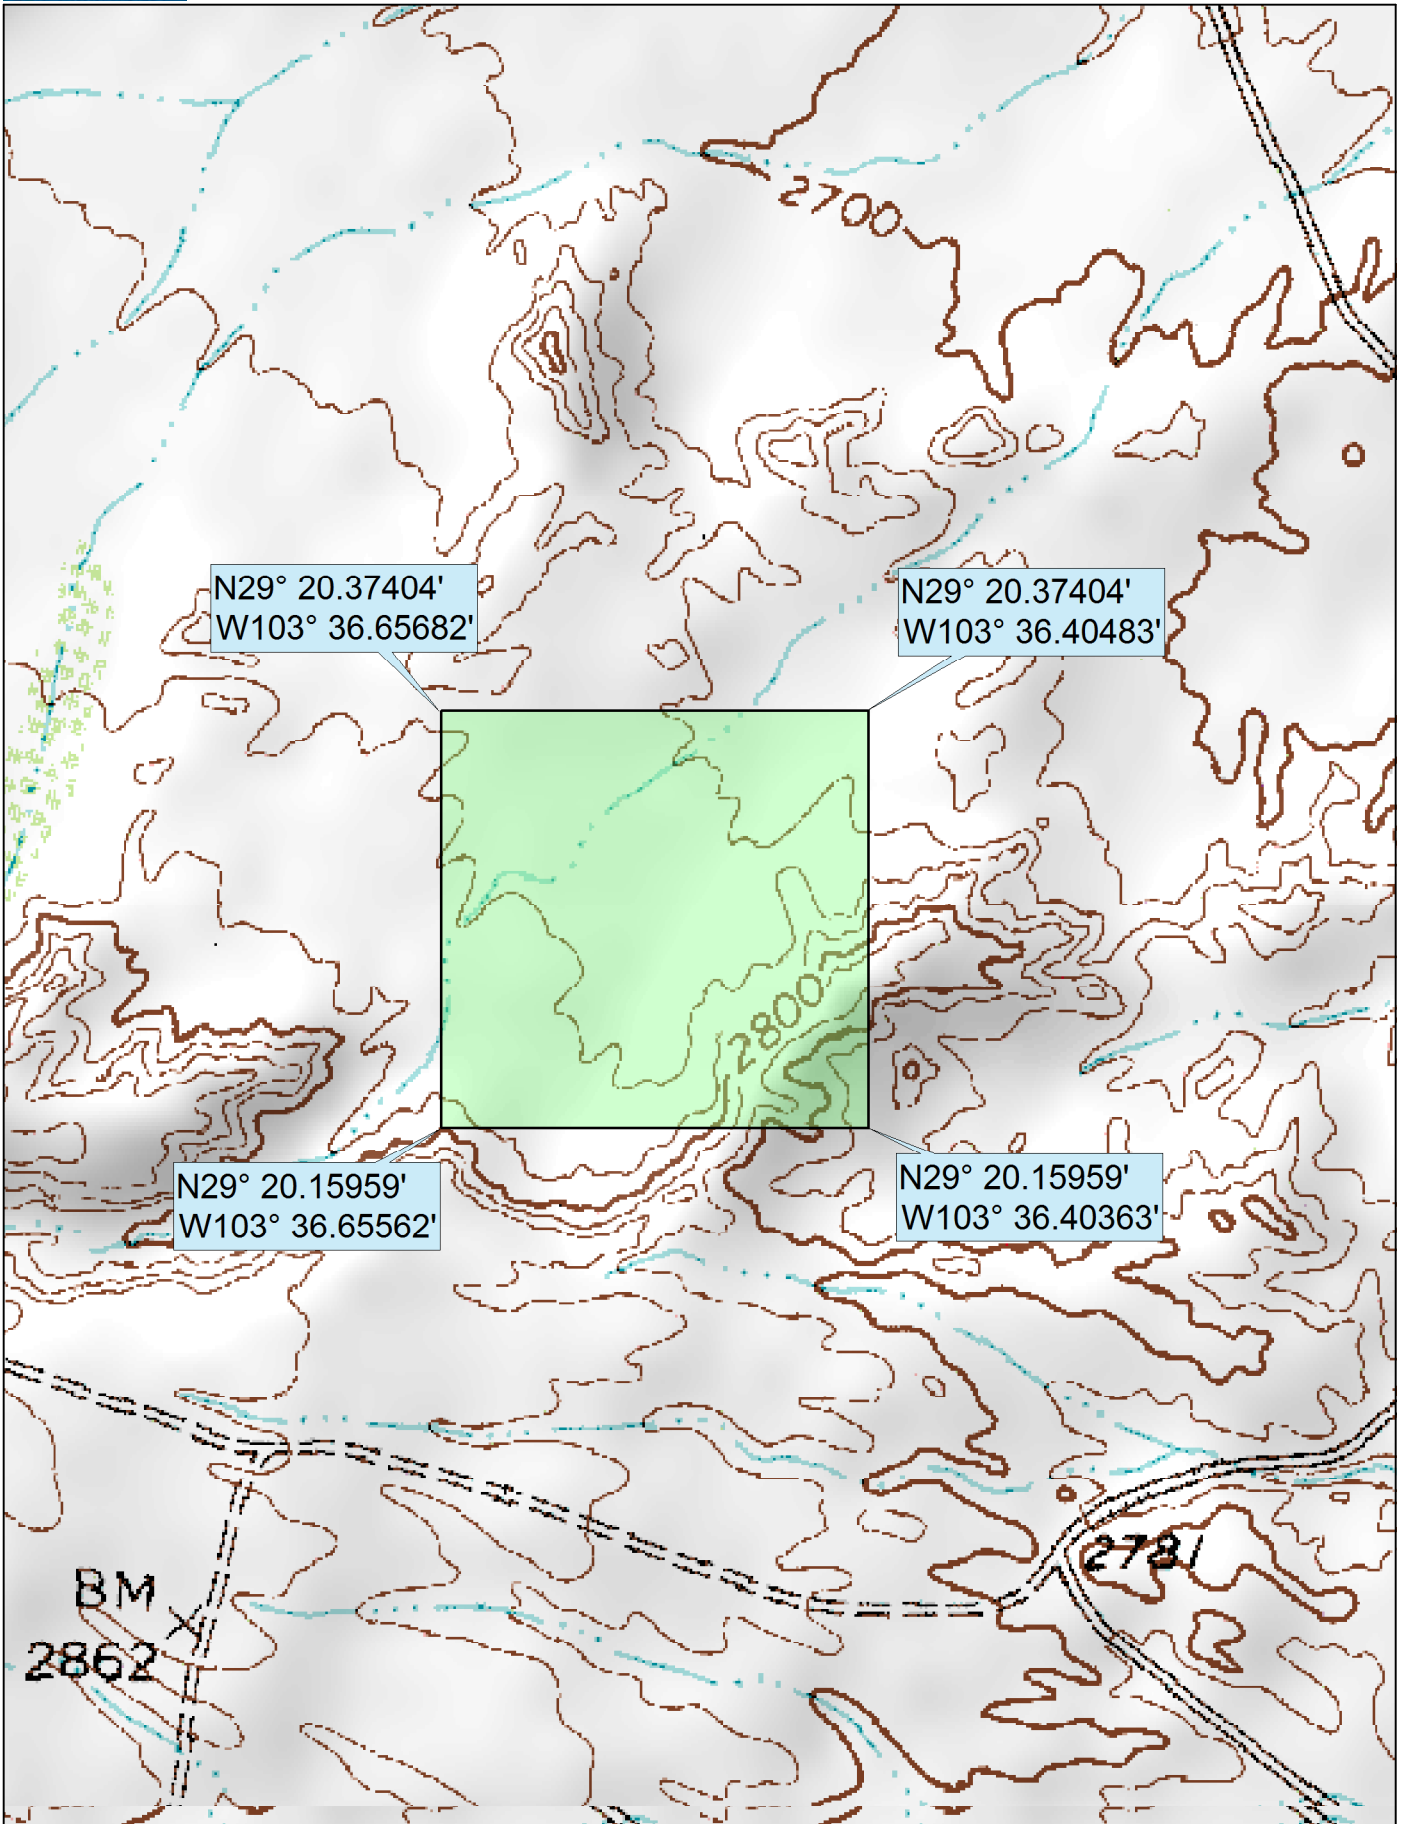 2700
N29° 20.37404'
W103° 36.65682'
N29° 20.37404'
W103° 36.40483'
2800
N29° 20.15959'
W103° 36.65562'
N29° 20.15959'
W103° 36.40363'
2781
BM
2862